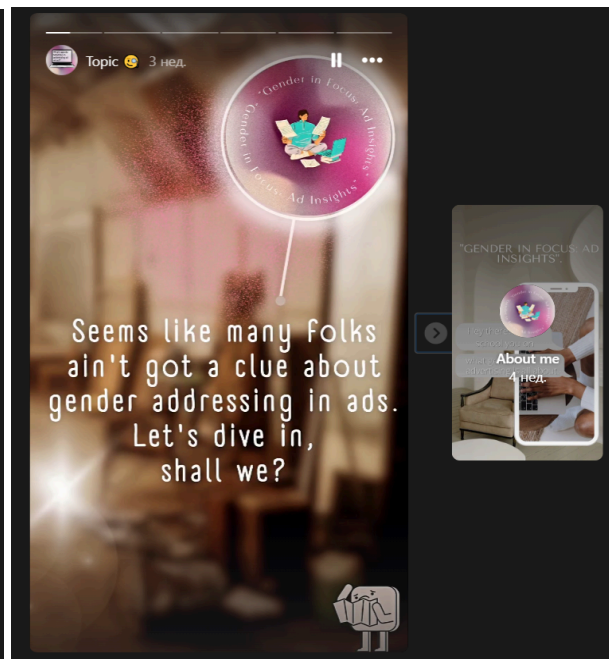 Topic 🥲 3 нед.
"Gender in Focus: Ad Insights". "Gender in Focus: Ad Insights".
Seems like many folks
ain't got a clue about
gender addressing in ads.
Let's dive in,
shall we?
"GENDER IN FOCUS: AD
INSIGHTS".
About me
4 нед.